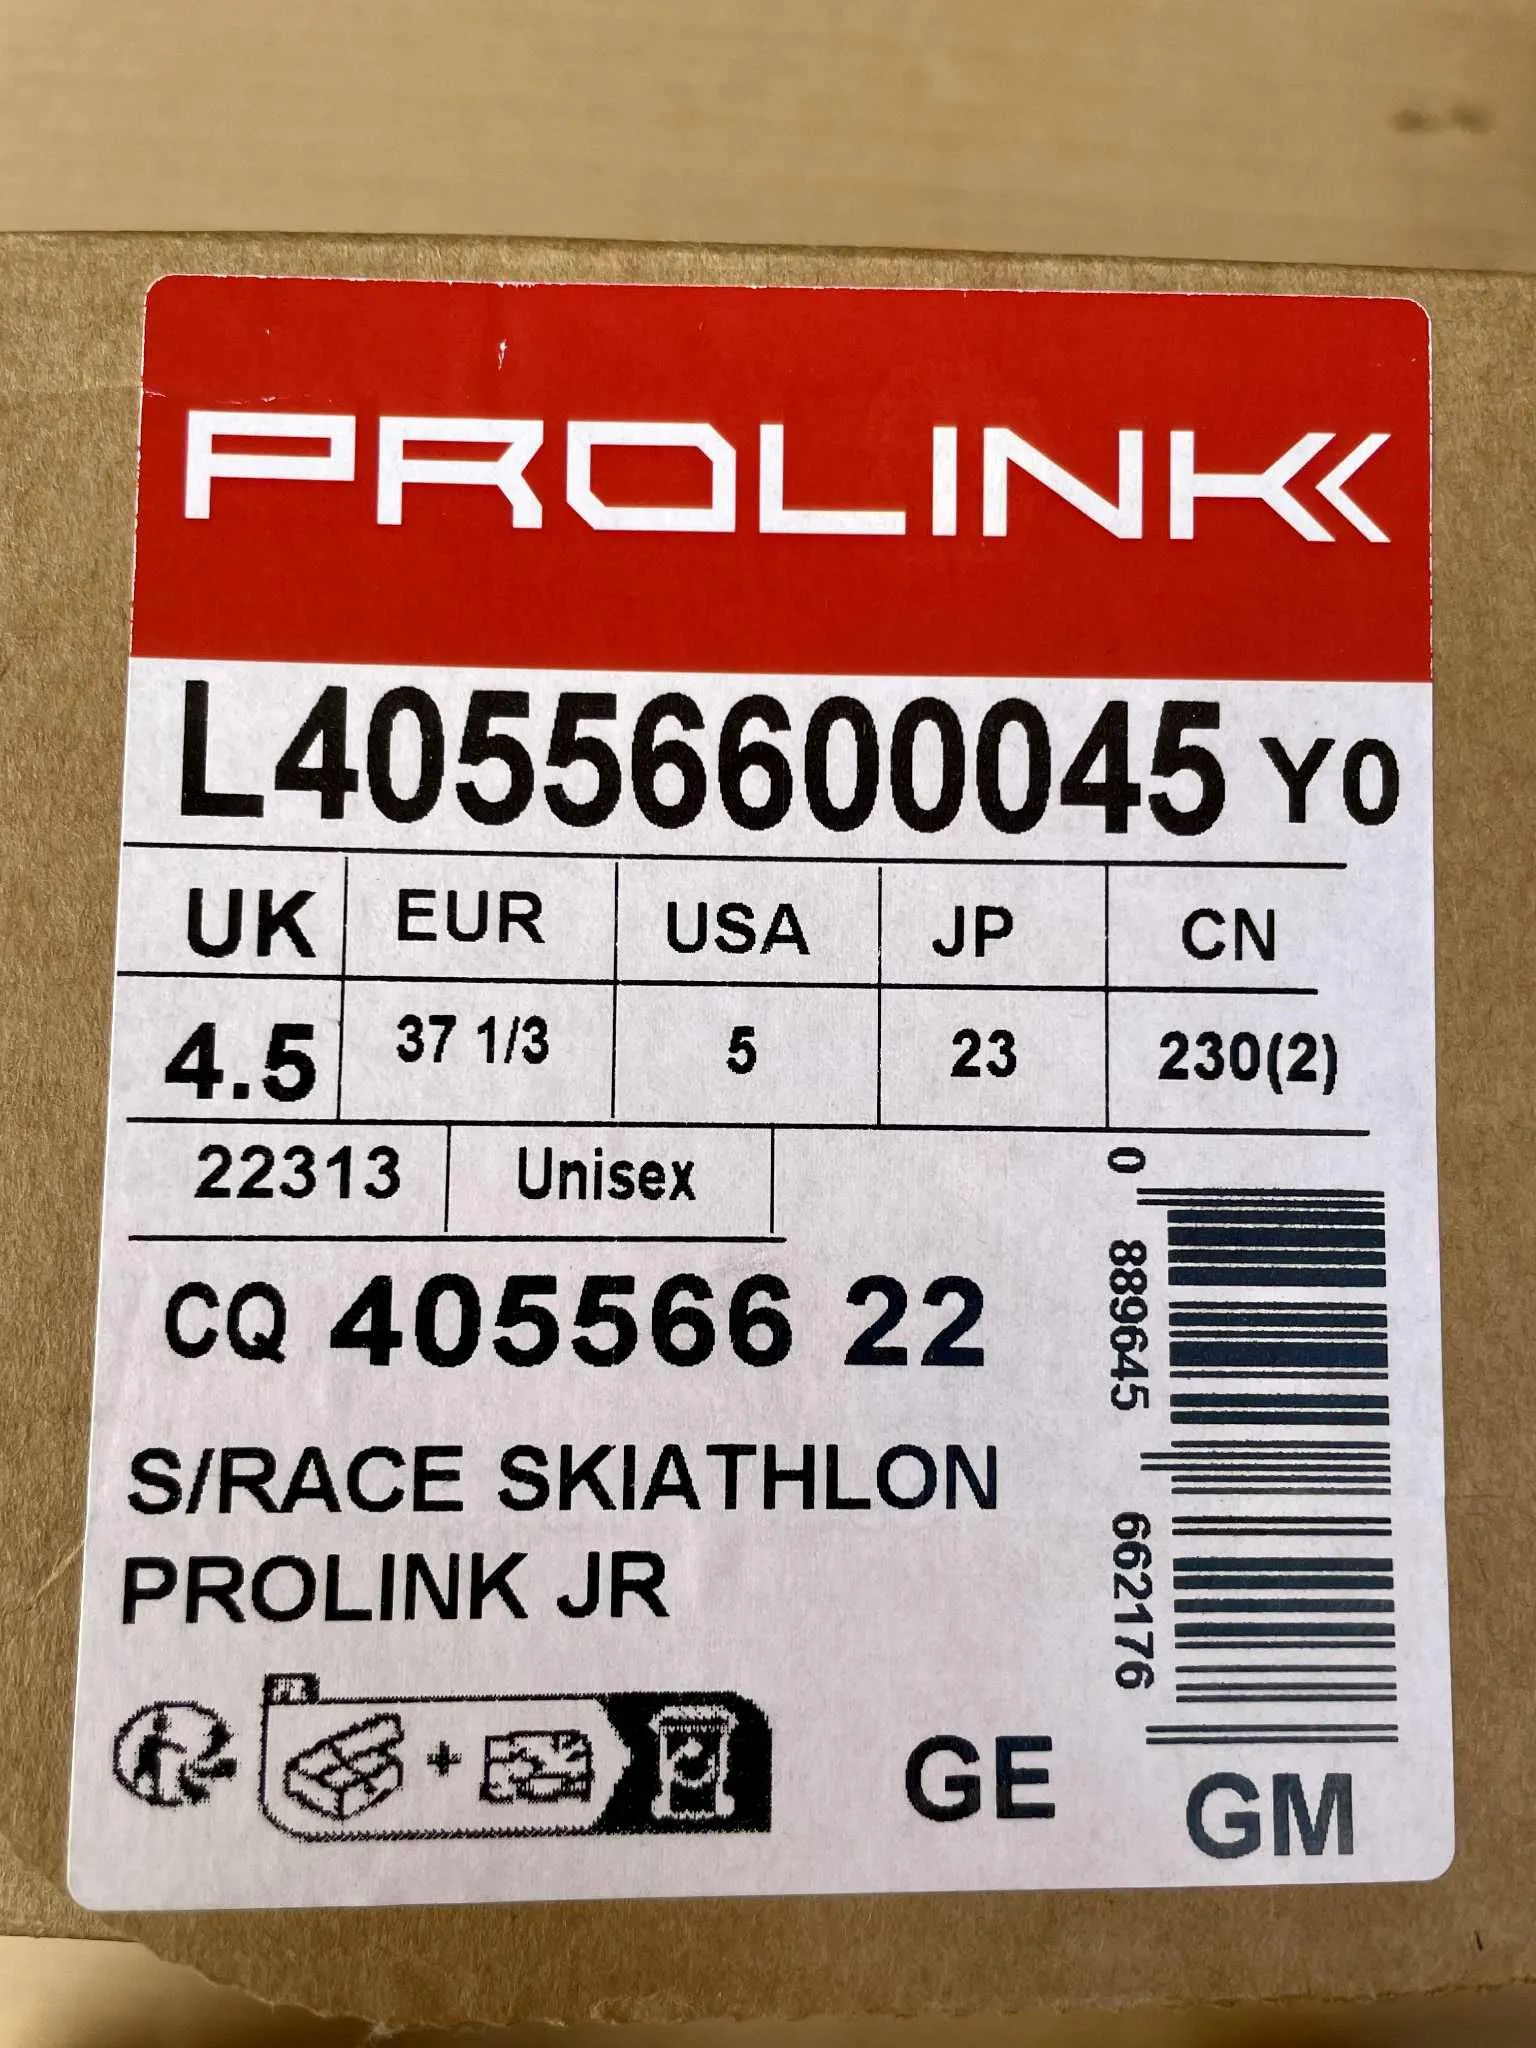 PROLINK
L40556600045 Y0
UK EUR USA JP CN
4.5 37 1/3 5 23 230(2)
22313 Unisex
CQ 405566 22
S/RACE SKIATHLON
PROLINK JR
0 889645 662176
GE GM